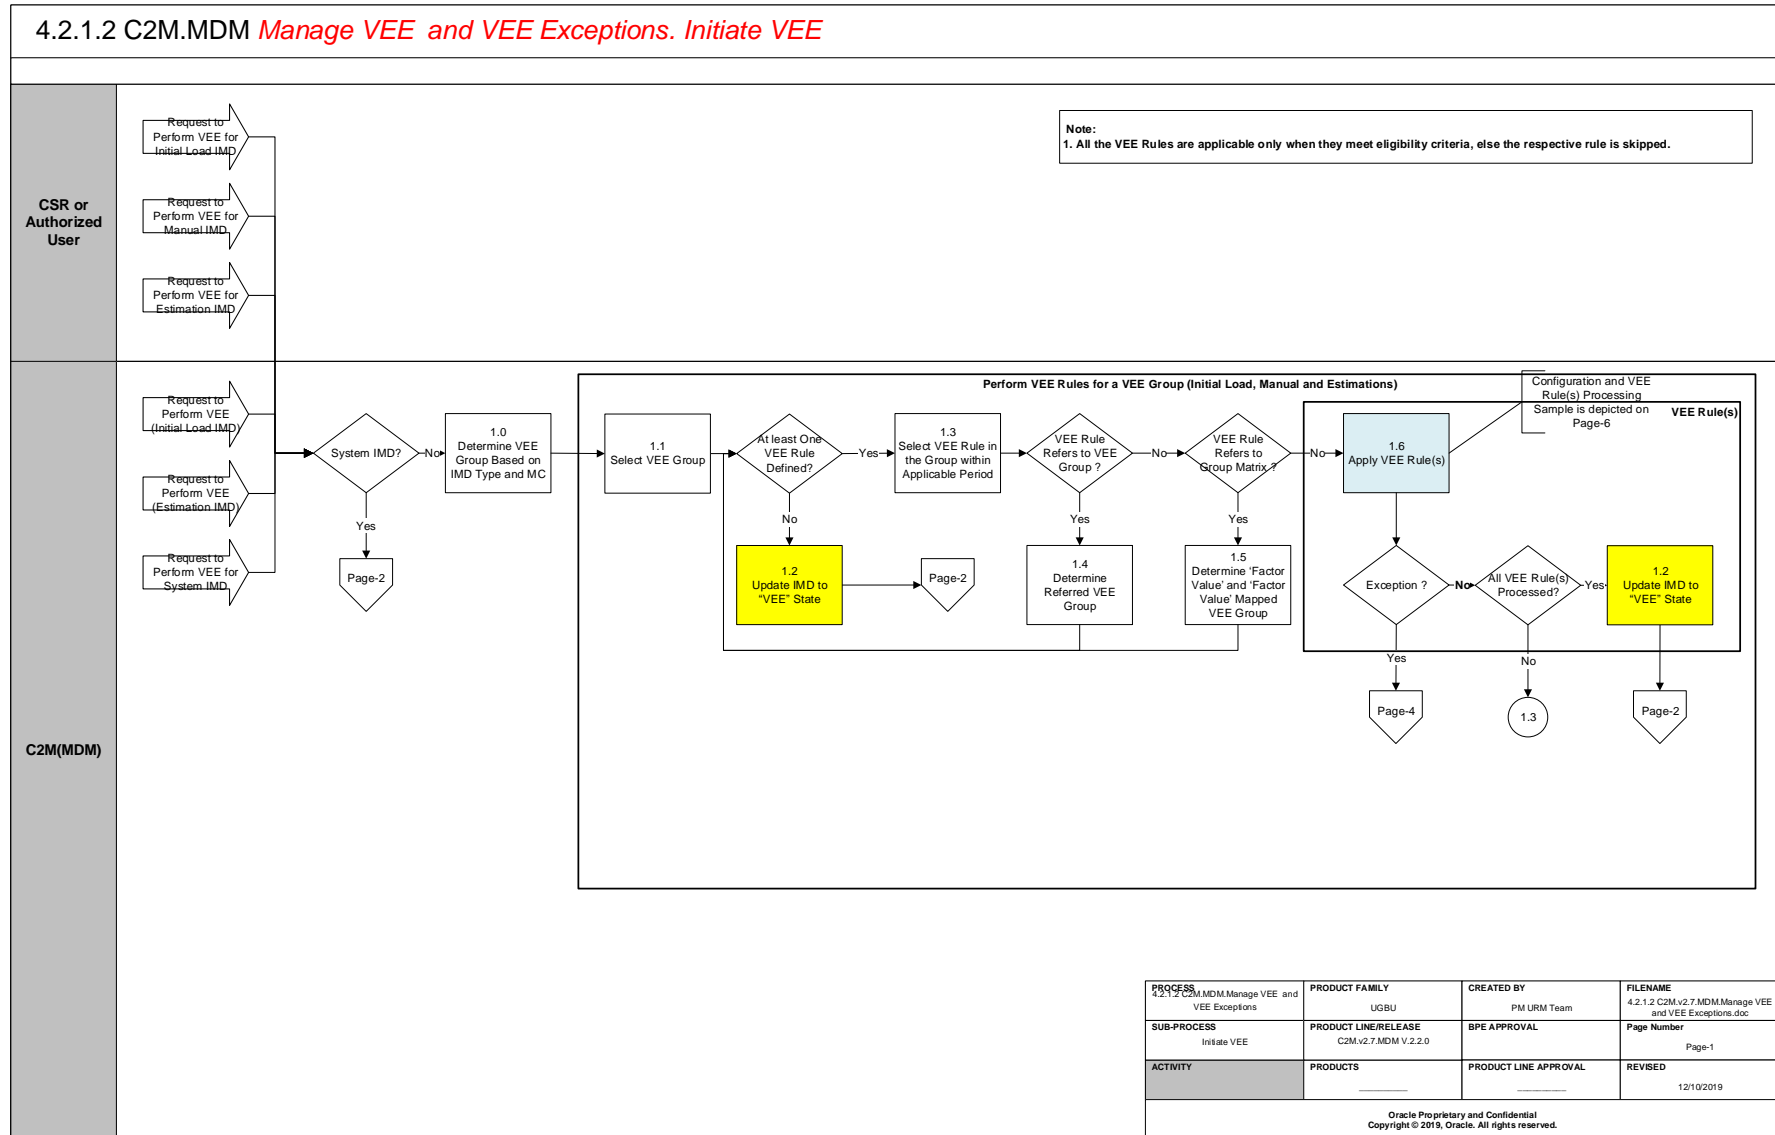 4.2.1.2 C2M.MDM Manage VEE and VEE Exceptions. Initiate VEE
CSR or
Authorized
User
Request to
Perform VEE for
Initial Load IMD
Request to
Perform VEE for
Manual IMD
Request to
Perform VEE for
Estimation IMD
Note:
1. All the VEE Rules are applicable only when they meet eligibility criteria, else the respective rule is skipped.
C2M(MDM)
Request to
Perform VEE
(Initial Load IMD)
Request to
Perform VEE
(Estimation IMD)
Request to
Perform VEE for
System IMD
System IMD?
No
Yes
Page-2
1.0
Determine VEE
Group Based on
IMD Type and MC
Perform VEE Rules for a VEE Group (Initial Load, Manual and Estimations)
1.1
Select VEE Group
At least One
VEE Rule
Defined?
Yes
No
1.2
Update IMD to
“VEE” State
Page-2
1.3
Select VEE Rule in
the Group within
Applicable Period
VEE Rule
Refers to VEE
Group ?
No
Yes
1.4
Determine
Referred VEE
Group
VEE Rule
Refers to
Group Matrix ?
No
Yes
1.5
Determine ‘Factor
Value’ and ‘Factor
Value’ Mapped
VEE Group
VEE Rule(s)
Configuration and VEE
Rule(s) Processing
Sample is depicted on
Page-6
1.6
Apply VEE Rule(s)
Exception ?
No
Yes
Page-4
All VEE Rule(s)
Processed?
Yes
No
1.3
1.2
Update IMD to
“VEE” State
Page-2
PROCESS
4.2.1.2 C2M.MDM.Manage VEE and
VEE Exceptions
PRODUCT FAMILY
UGBU
CREATED BY
PM URM Team
FILENAME
4.2.1.2 C2M.v2.7.MDM.Manage VEE
and VEE Exceptions.doc
SUB-PROCESS
Initiate VEE
PRODUCT LINE/RELEASE
C2M.v2.7.MDM V.2.2.0
BPE APPROVAL
Page Number
Page-1
ACTIVITY
PRODUCTS
PRODUCT LINE APPROVAL
REVISED
12/10/2019
Oracle Proprietary and Confidential
Copyright © 2019, Oracle. All rights reserved.